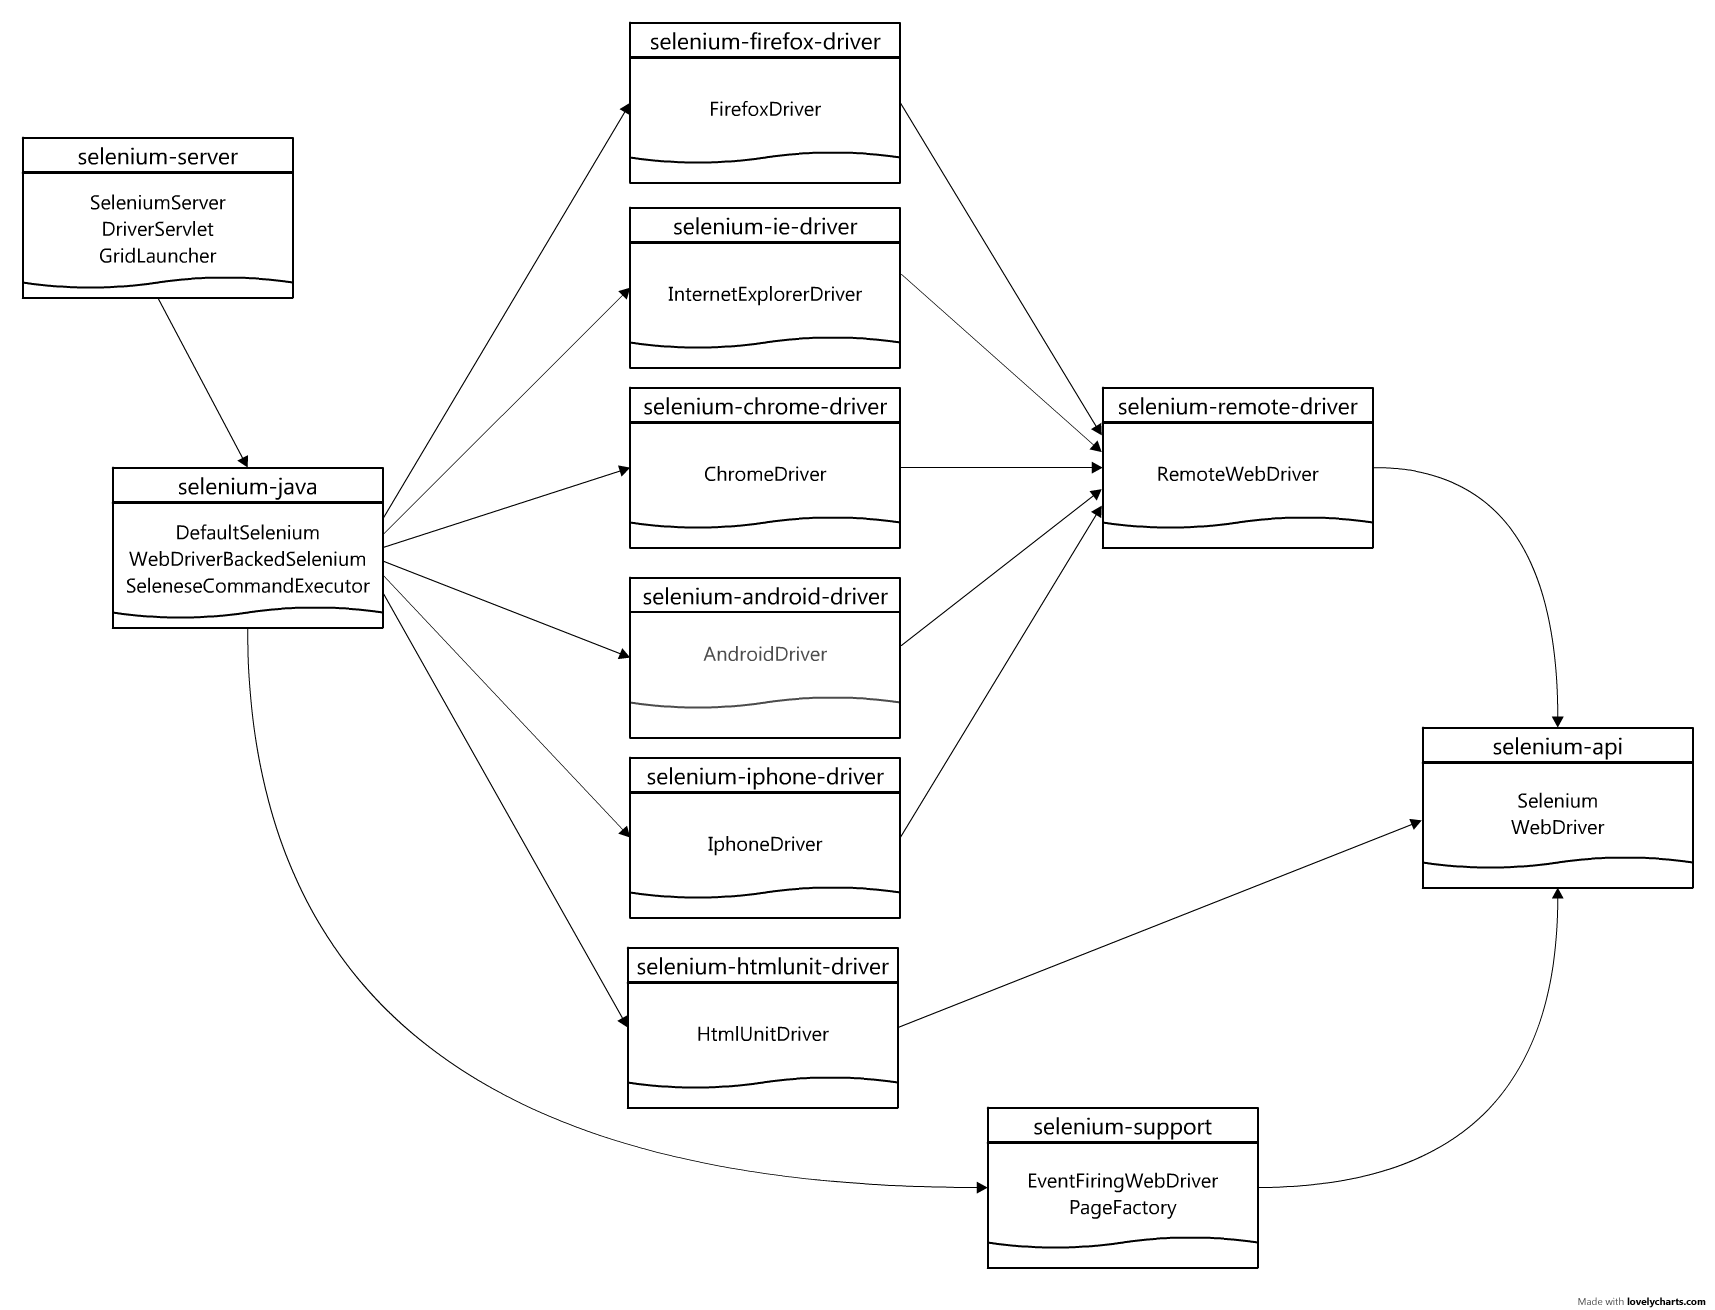 selenium-firefox-driver
FirefoxDriver
selenium-server
SeleniumServer
DriverServlet
GridLauncher
selenium-ie-driver
InternetExplorerDriver
selenium-chrome-driver
ChromeDriver
selenium-remote-driver
RemoteWebDriver
selenium-java
DefaultSelenium
WebDriverBackedSelenium
SeleneseCommandExecutor
selenium-android-driver
AndroidDriver
selenium-iphone-driver
IphoneDriver
selenium-api
Selenium
WebDriver
selenium-htmlunit-driver
HtmlUnitDriver
selenium-support
EventFiringWebDriver
PageFactory
Made with lovelycharts.com